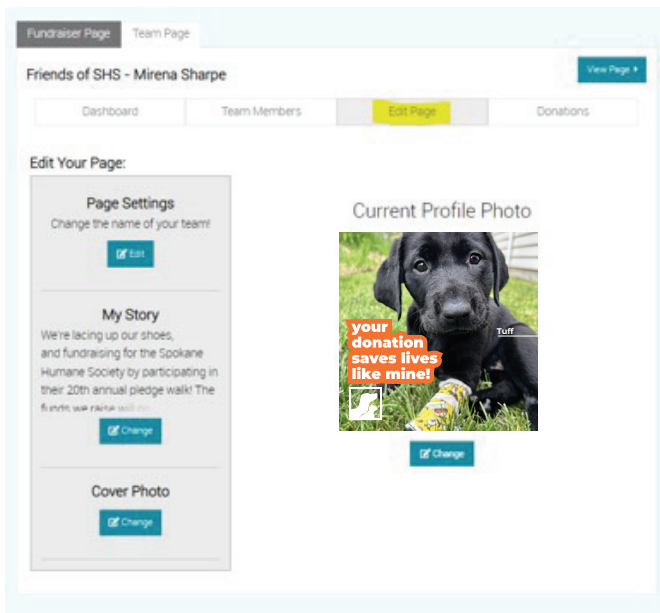 Fundraiser Page
Team Page
Friends of SHS - Mirena Sharpe
View Page
Dashboard
Team Members
Edit Page
Donations
Edit Your Page:
Page Settings
Change the name of your team!
Edit
My Story
We're lacing up our shoes,
and fundraising for the Spokane
Humane Society by participating in
their 20th annual pledge walk! The
funds we raise will
Change
Cover Photo
Change
Current Profile Photo
your
donation
saves lives
like mine!
Tuff
Change